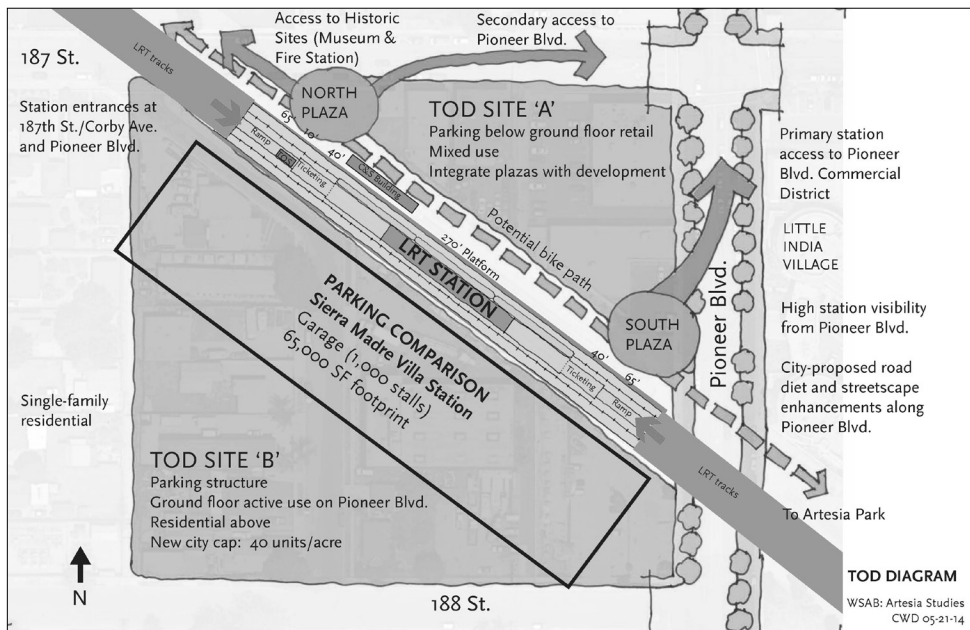 187 St.
LRT tracks
Access to Historic
Sites (Museum &
Fire Station)
Secondary access to
Pioneer Blvd.
NORTH
PLAZA
Station entrances at
187th St./Corby Ave.
and Pioneer Blvd.
TOD SITE 'A'
Parking below ground floor retail
Mixed use
Integrate plazas with development
Primary station
access to Pioneer
Blvd. Commercial
District
LITTLE
INDIA
VILLAGE
65'
40'
Ramp
Ticketing
C&S Building
270' Platform
LRT STATION
Potential bike path
Pioneer Blvd.
SOUTH
PLAZA
40'
65'
Ticketing
Ramp
High station visibility
from Pioneer Blvd.
City-proposed road
diet and streetscape
enhancements along
Pioneer Blvd.
PARKING COMPARISON
Sierra Madre Villa Station
Garage (1,000 stalls)
65,000 SF footprint
Single-family
residential
TOD SITE 'B'
Parking structure
Ground floor active use on Pioneer Blvd.
Residential above
New city cap: 40 units/acre
LRT tracks
To Artesia Park
N
188 St.
TOD DIAGRAM
WSAB: Artesia Studies
CWD 05-21-14